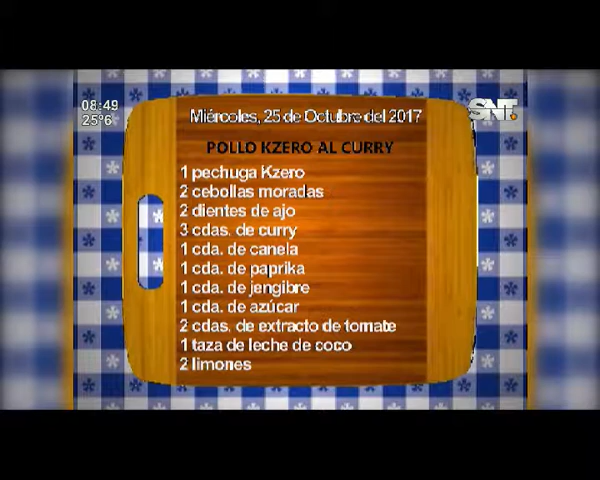 08:49
25°6
SNT.
Miércoles, 25 de Octubre del 2017
POLLO KZERO AL CURRY
1 pechuga Kzero
2 cebollas moradas
2 dientes de ajo
3 cdas. de curry
1 cda. de canela
1 cda. de paprika
1 cda. de jengibre
1 cda. de azúcar
2 cdas. de extracto de tomate
1 taza de leche de coco
2 limones